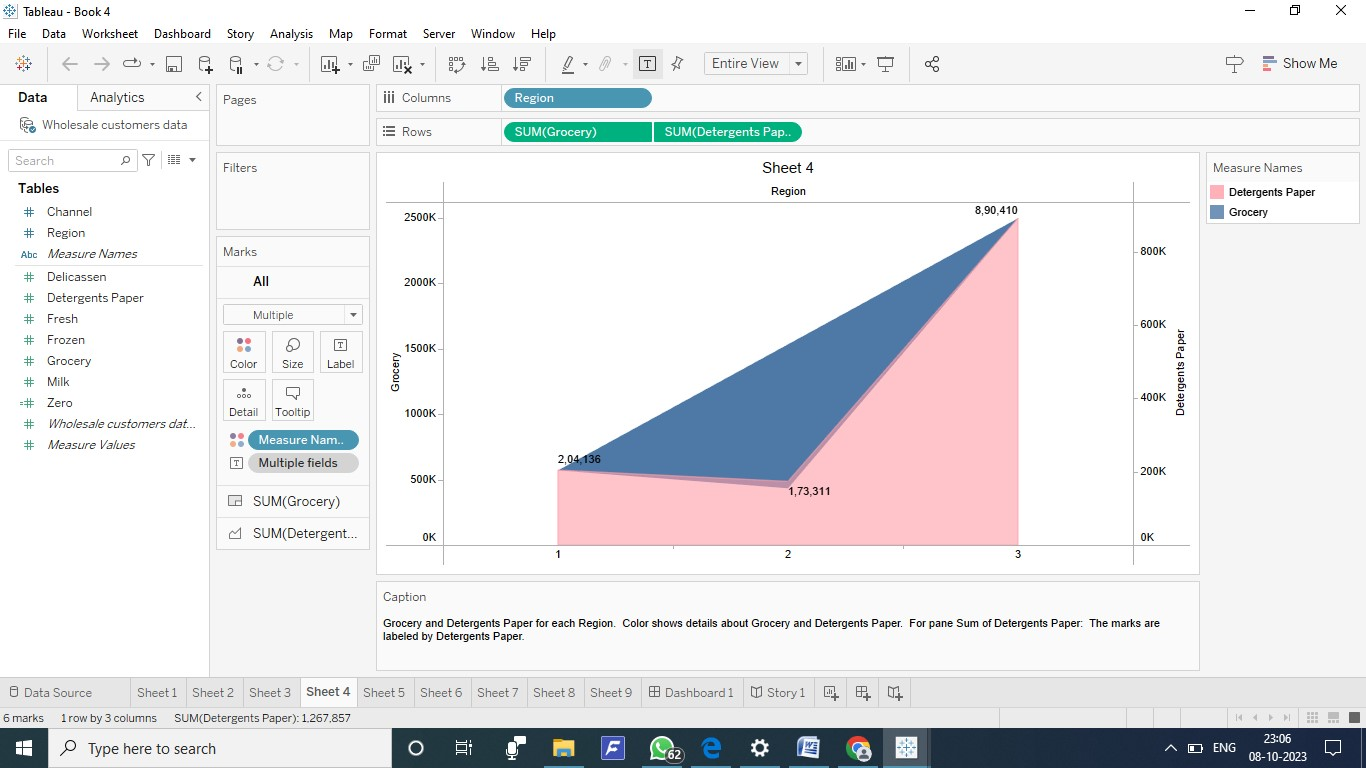 Tableau - Book 4
File Data Worksheet Dashboard Story Analysis Map Format Server Window Help
Entire View
Show Me
Data Analytics
Wholesale customers data
Search
Tables
Channel
Region
Abc Measure Names
Delicassen
Detergents Paper
Fresh
Frozen
Grocery
Milk
Zero
Wholesale customers dat...
Measure Values
Pages
Filters
Marks
All
Multiple
Color Size Label
Detail Tooltip
Measure Nam..
Multiple fields
SUM(Grocery)
SUM(Detergent...
Columns Region
Rows SUM(Grocery) SUM(Detergents Pap..
Sheet 4
Region
2500K
2000K
1500K
1000K
500K
0K
Grocery
8,90,410
2,04,136
1,73,311
1 2 3
800K
600K
400K
200K
0K
Detergents Paper
Measure Names
Detergents Paper
Grocery
Caption
Grocery and Detergents Paper for each Region. Color shows details about Grocery and Detergents Paper. For pane Sum of Detergents Paper: The marks are
labeled by Detergents Paper.
Data Source Sheet 1 Sheet 2 Sheet 3 Sheet 4 Sheet 5 Sheet 6 Sheet 7 Sheet 8 Sheet 9 Dashboard 1 Story 1
6 marks 1 row by 3 columns SUM(Detergents Paper): 1,267,857
Type here to search
62
ENG
23:06
08-10-2023